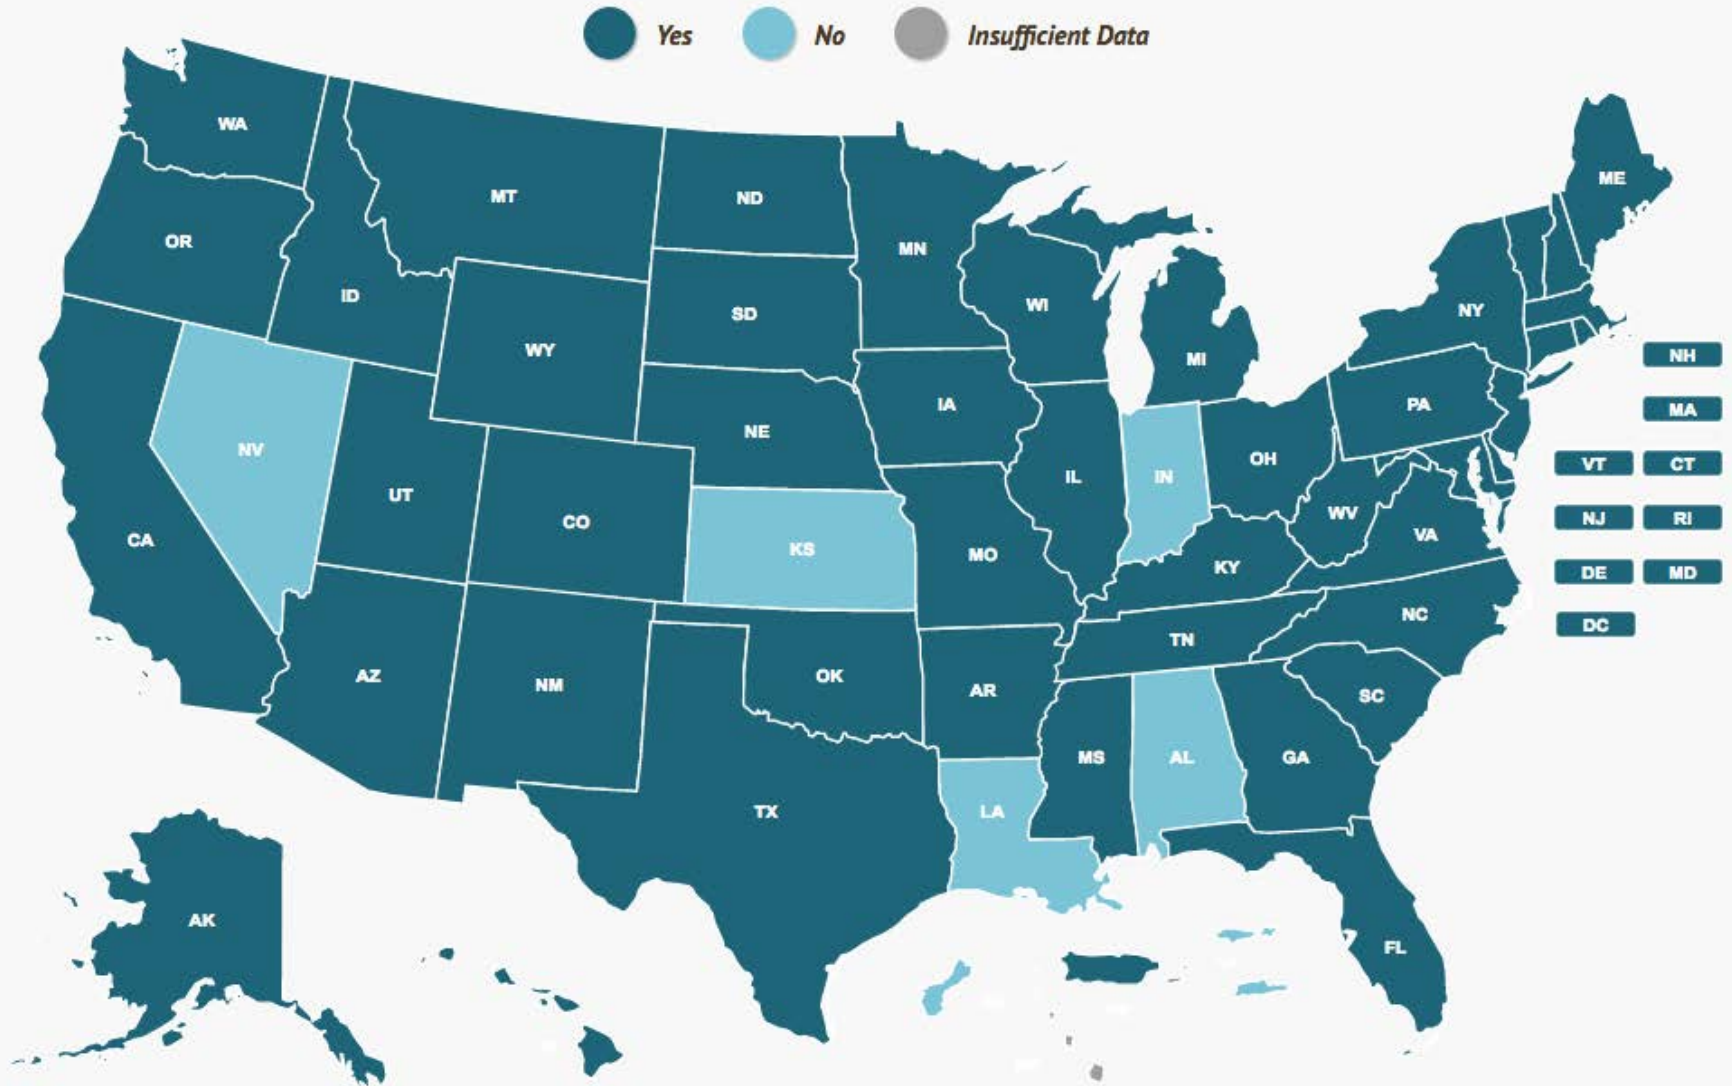 Yes No Insufficient Data
WA
MT
ND
ME
OR
MN
ID
SD
WI
NY
WY
MI
NH
IA
PA
MA
NE
NV
OH
VT CT
IL
IN
UT
CO
WV
NJ RI
CA
KS
MO
VA
KY
DE MD
NC
DC
TN
AZ
NM
OK
AR
SC
MS
AL
GA
TX
LA
AK
FL